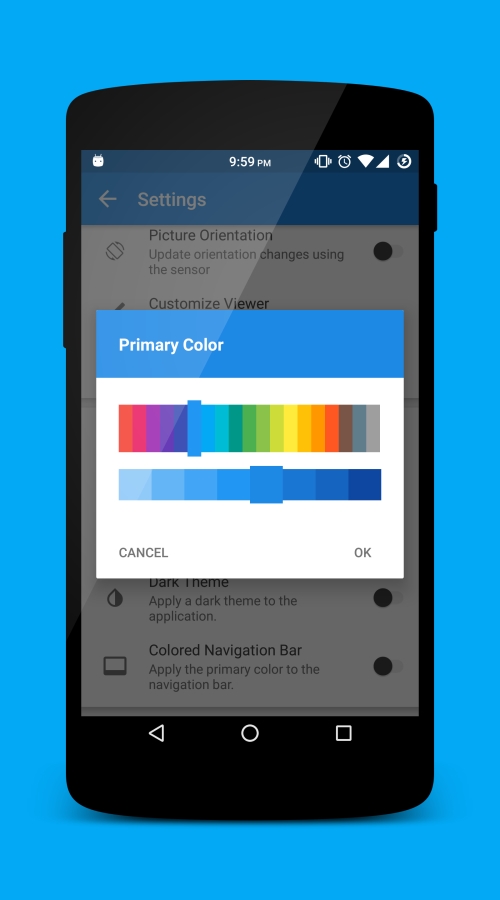 9:59 PM
Settings
Picture Orientation
Update orientation changes using
the sensor
Customize Viewer
Primary Color
CANCEL
OK
Dark Theme
Apply a dark theme to the
application.
Colored Navigation Bar
Apply the primary color to the
navigation bar.